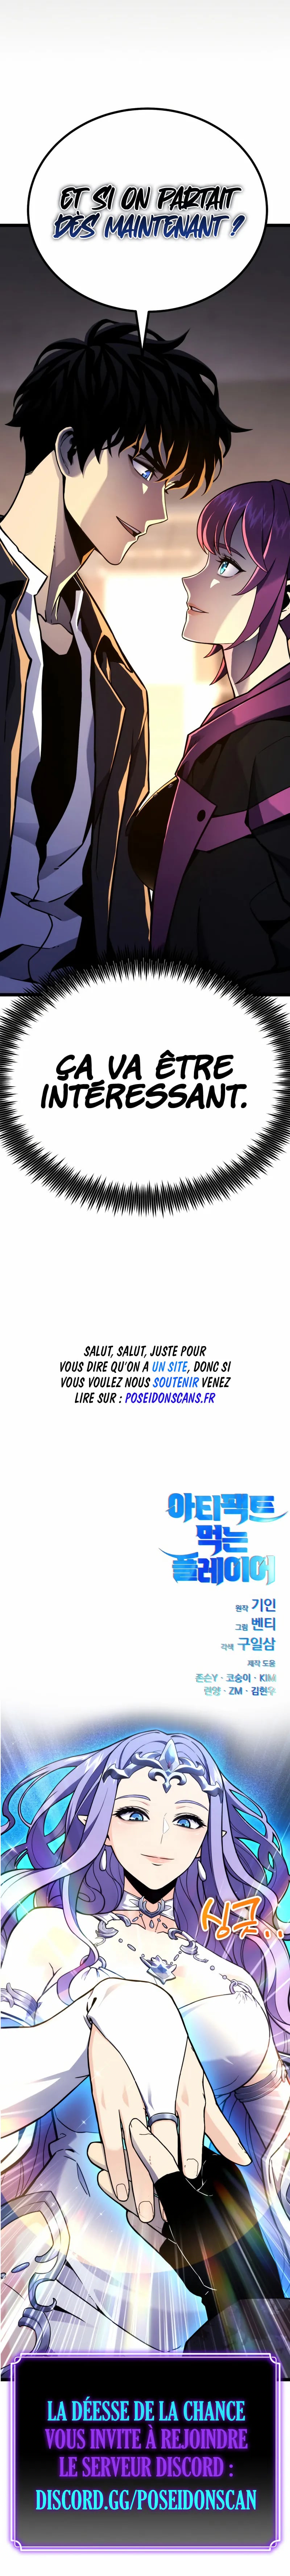 ET SI ON PARTAIT
DÈS MAINTENANT ?
ÇA VA ÊTRE
INTÉRESSANT.
SALUT, SALUT, JUSTE POUR
VOUS DIRE QU'ON A UN SITE, DONC SI
VOUS VOULEZ NOUS SOUTENIR VENEZ
LIRE SUR : POSEIDONSCANS.FR
아티팩트
먹는
플레이어
원작 기인
그림 벤티
각색 구일삼
제작 도움
존슨Y · 코숭이 · KIM
란양 · ZM · 김현우
싱긋..
LA DÉESSE DE LA CHANCE
VOUS INVITE À REJOINDRE
LE SERVEUR DISCORD :
DISCORD.GG/POSEIDONSCAN